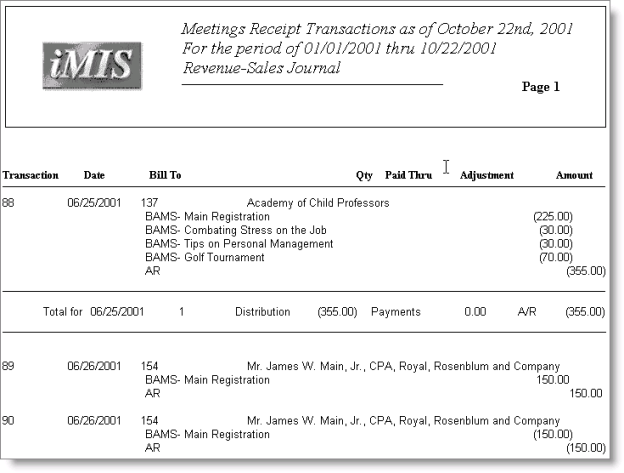 iMIS
Meetings Receipt Transactions as of October 22nd, 2001
For the period of 01/01/2001 thru 10/22/2001
Revenue-Sales Journal
Page 1
Transaction Date Bill To Qty Paid Thru Adjustment Amount
88 06/25/2001 137 Academy of Child Professors
BAMS- Main Registration (225.00)
BAMS- Combating Stress on the Job (30.00)
BAMS- Tips on Personal Management (30.00)
BAMS- Golf Tournament (70.00)
AR (355.00)
Total for 06/25/2001 1 Distribution (355.00) Payments 0.00 A/R (355.00)
89 06/26/2001 154 Mr. James W. Main, Jr., CPA, Royal, Rosenblum and Company
BAMS- Main Registration 150.00
AR 150.00
90 06/26/2001 154 Mr. James W. Main, Jr., CPA, Royal, Rosenblum and Company
BAMS- Main Registration (150.00)
AR (150.00)